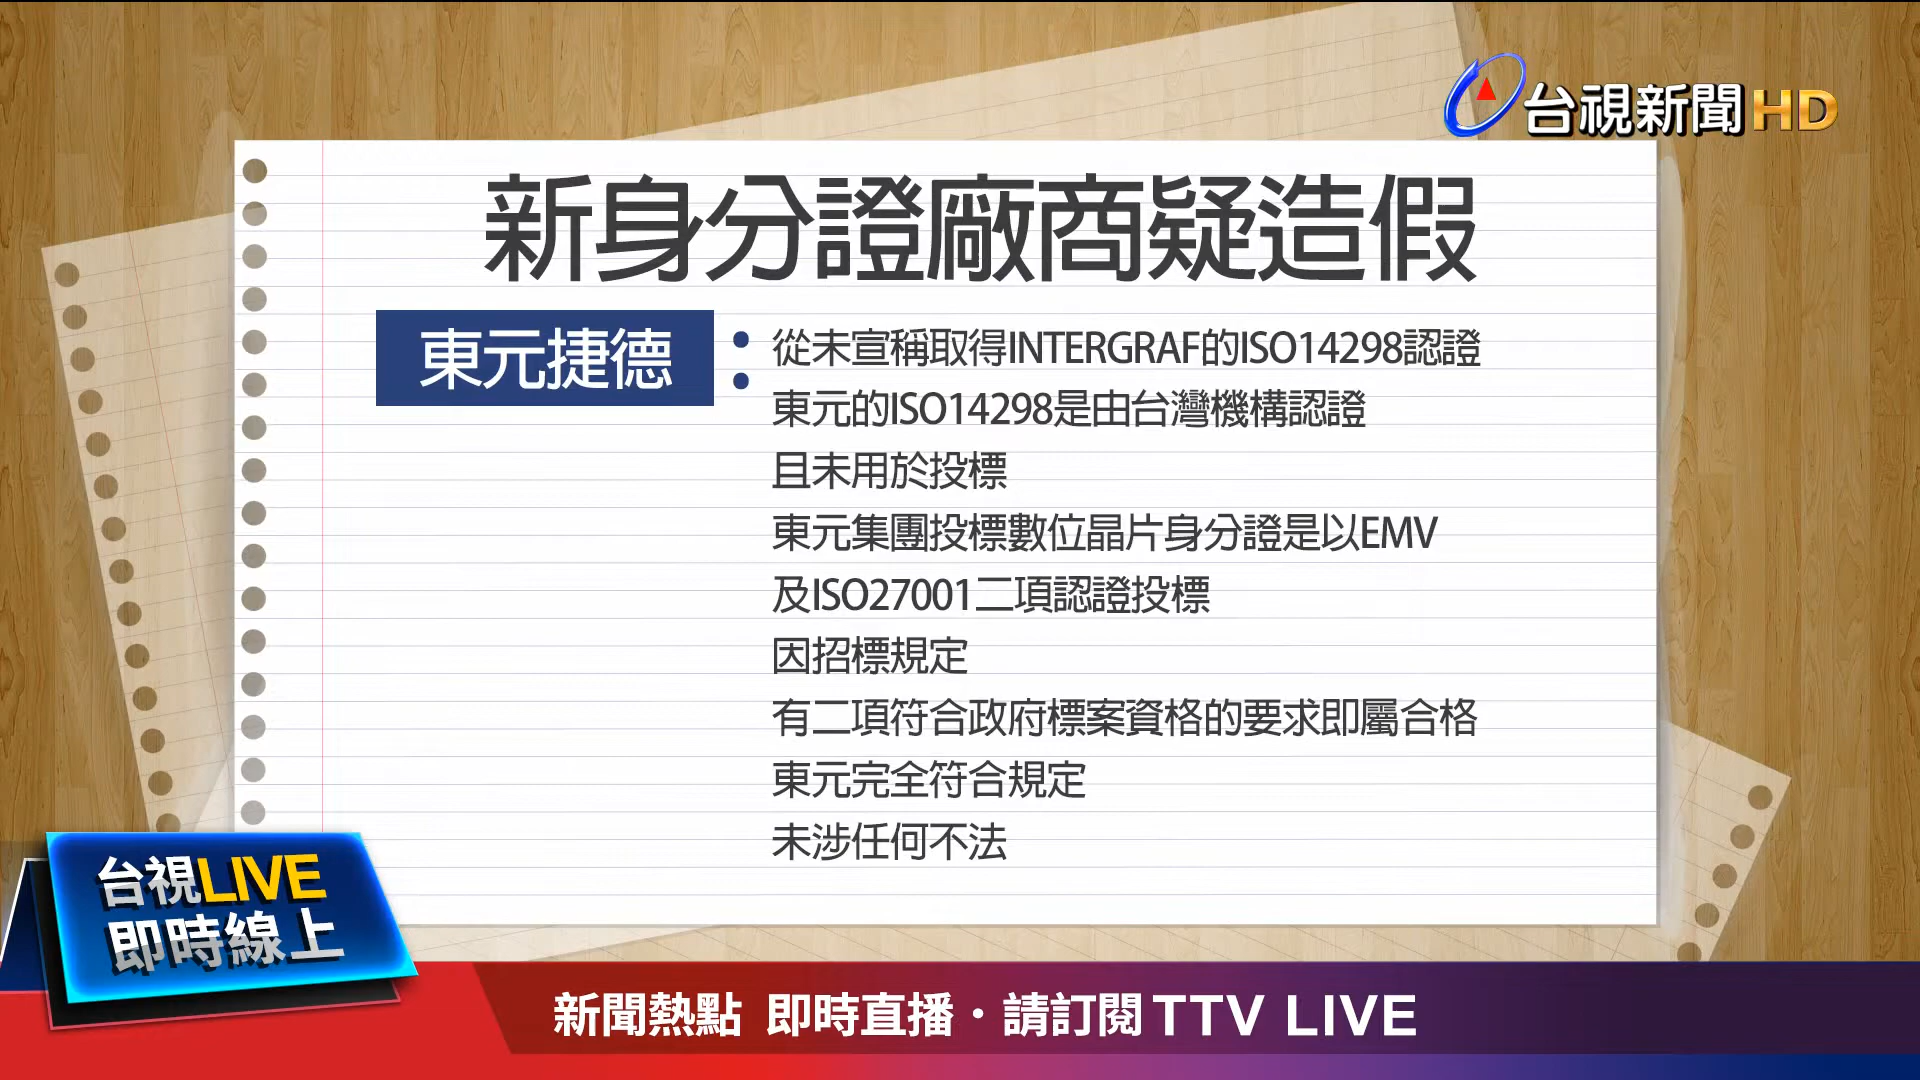 台視新聞HD
新身分證廠商疑造假
東元捷德：從未宣稱取得INTERGRAF的ISO14298認證
東元的ISO14298是由台灣機構認證
且未用於投標
東元集團投標數位晶片身分證是以EMV
及ISO27001二項認證投標
因招標規定
有二項符合政府標案資格的要求即屬合格
東元完全符合規定
未涉任何不法
台視LIVE
即時線上
新聞熱點 即時直播・請訂閱TTV LIVE